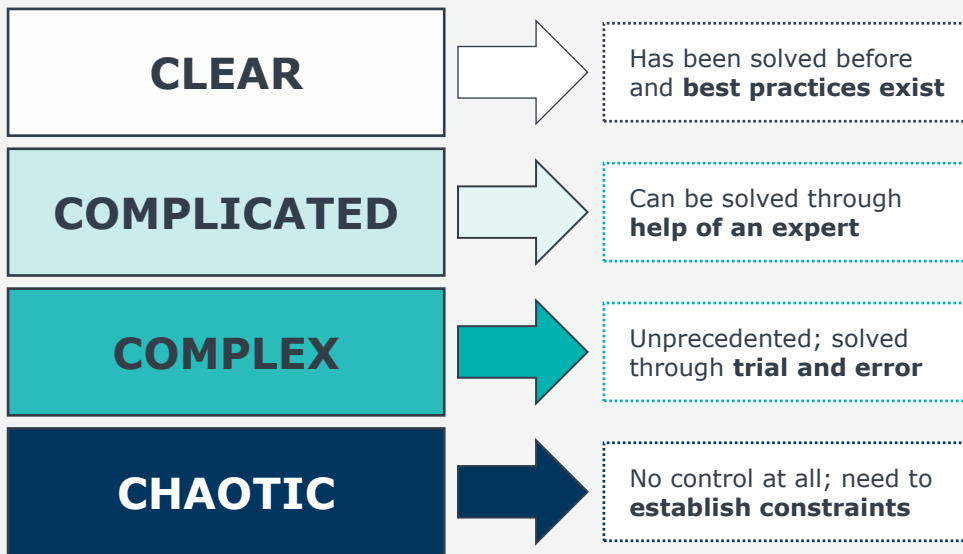 CLEAR
Has been solved before
and best practices exist
COMPLICATED
Can be solved through
help of an expert
COMPLEX
Unprecedented; solved
through trial and error
CHAOTIC
No control at all; need to
establish constraints